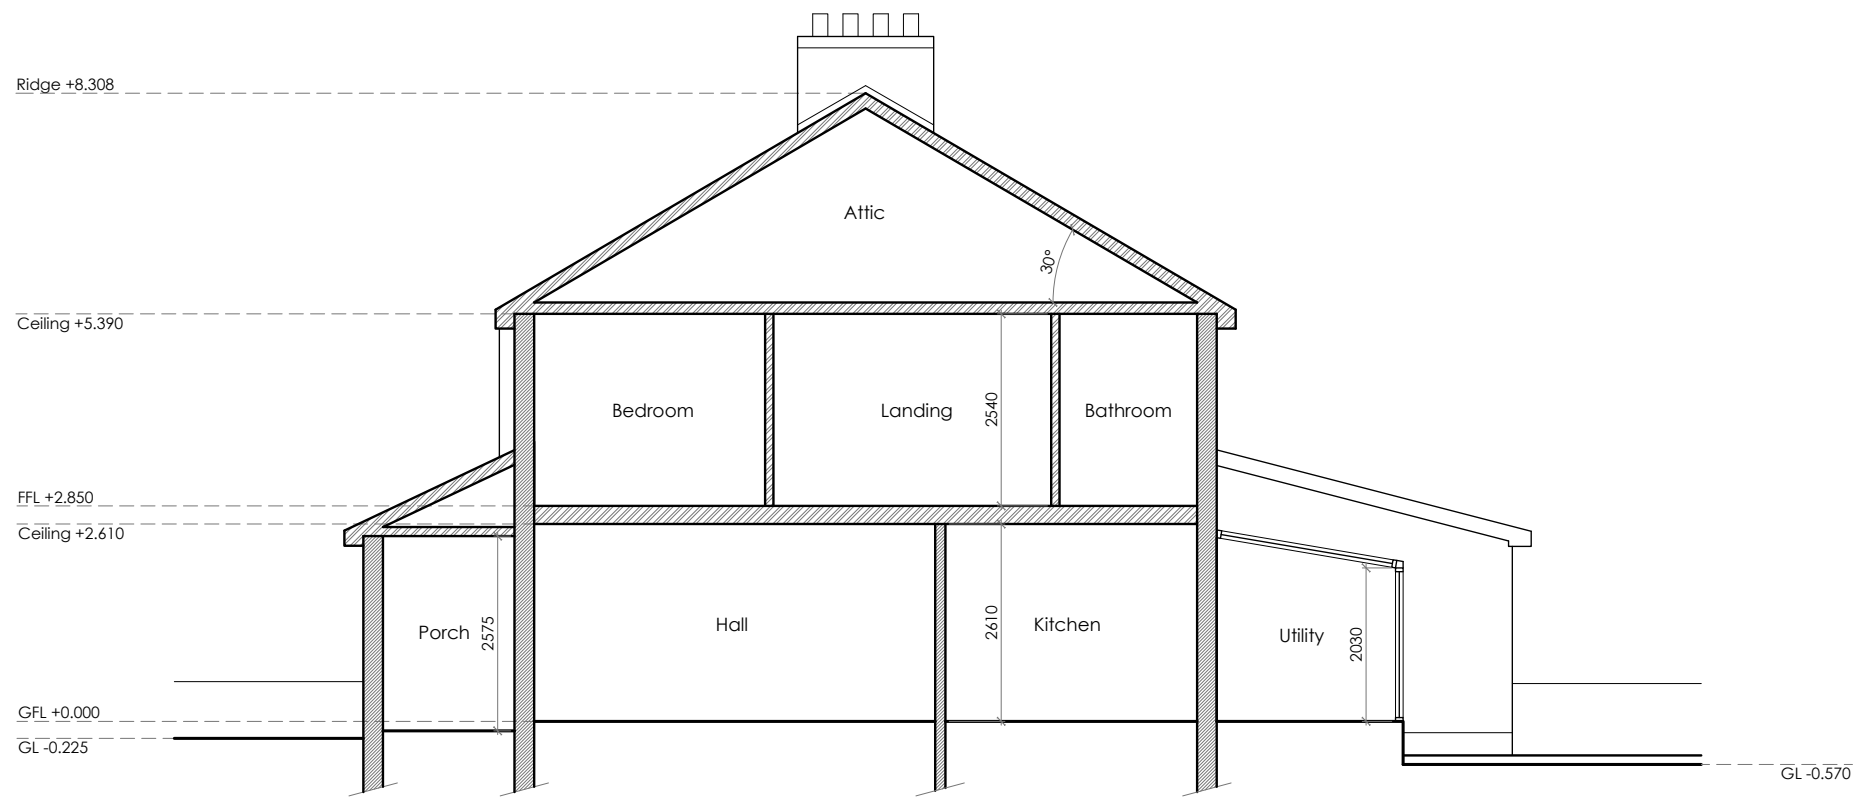 Ridge +8.308
Attic
30°
Ceiling +5.390
Bedroom
Landing
2540
Bathroom
FFL +2.850
Ceiling +2.610
Porch
2575
Hall
2610
Kitchen
Utility
2030
GFL +0.000
GL -0.225
GL -0.570